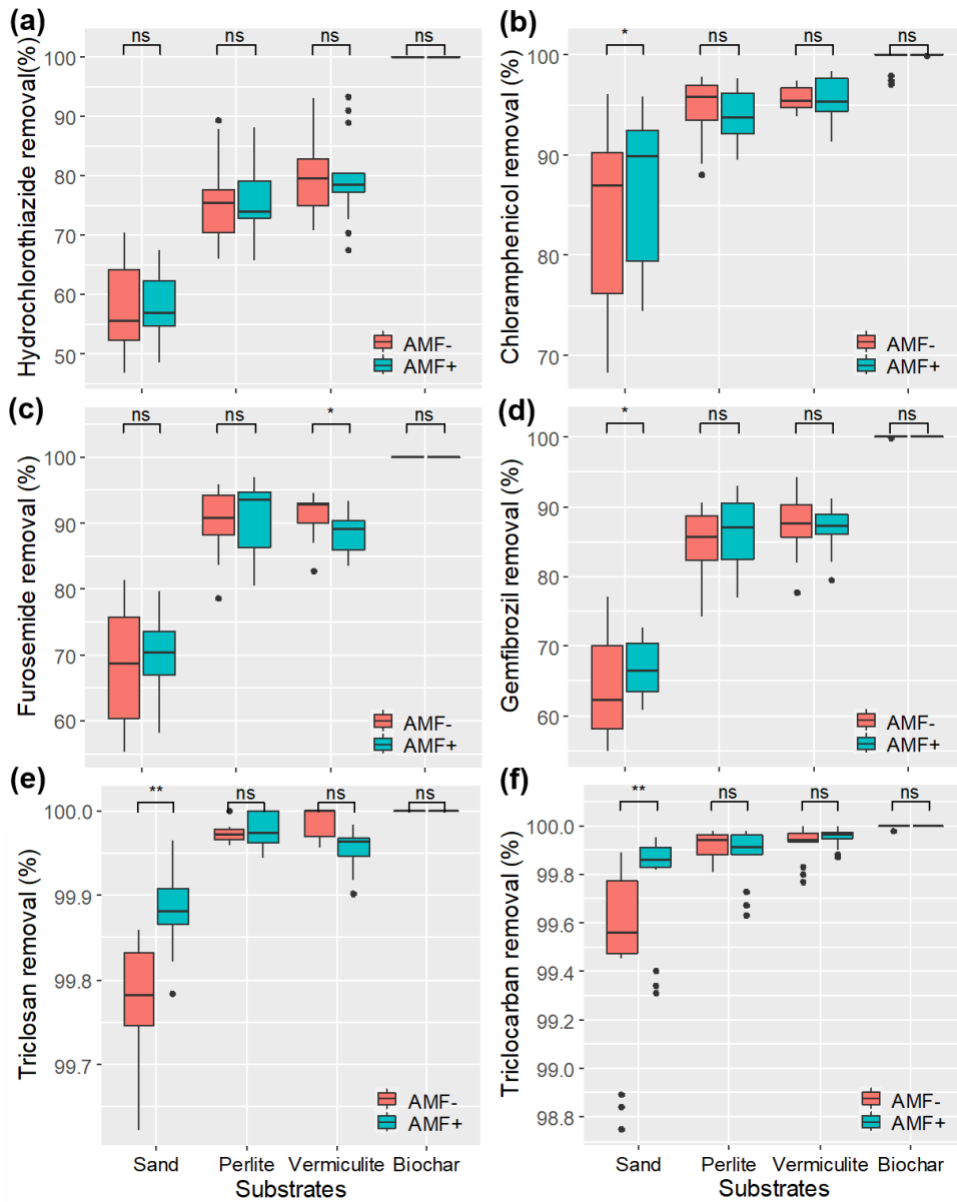 (a)
ns ns ns ns
Hydrochlorothiazide removal(%)
100
90
80
70
60
50
AMF-
AMF+
(b)
* ns ns ns
Chloramphenicol removal (%)
100
90
80
70
AMF-
AMF+
(c)
ns ns * ns
Furosemide removal (%)
100
90
80
70
60
AMF-
AMF+
(d)
* ns ns ns
Gemfibrozil removal (%)
100
90
80
70
60
AMF-
AMF+
(e)
** ns ns ns
Triclosan removal (%)
100.0
99.9
99.8
99.7
AMF-
AMF+
Sand Perlite Vermiculite Biochar
Substrates
(f)
** ns ns ns
Triclocarban removal (%)
100.0
99.8
99.6
99.4
99.2
99.0
98.8
AMF-
AMF+
Sand Perlite Vermiculite Biochar
Substrates